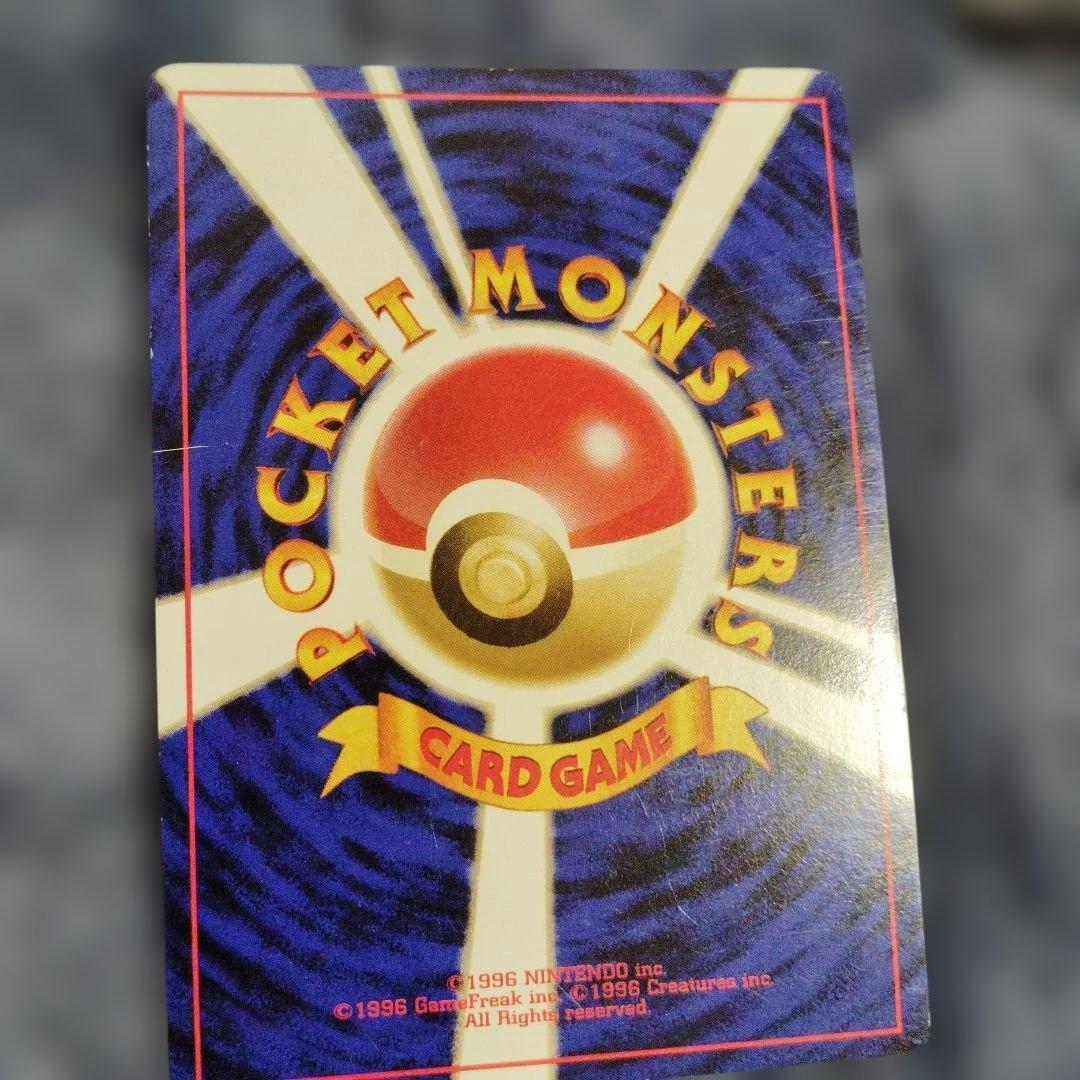 POCKET MONSTERS
CARD GAME
©1996 NINTENDO inc.
©1996 GameFreak inc. ©1996 Creatures inc.
All Rights reserved.